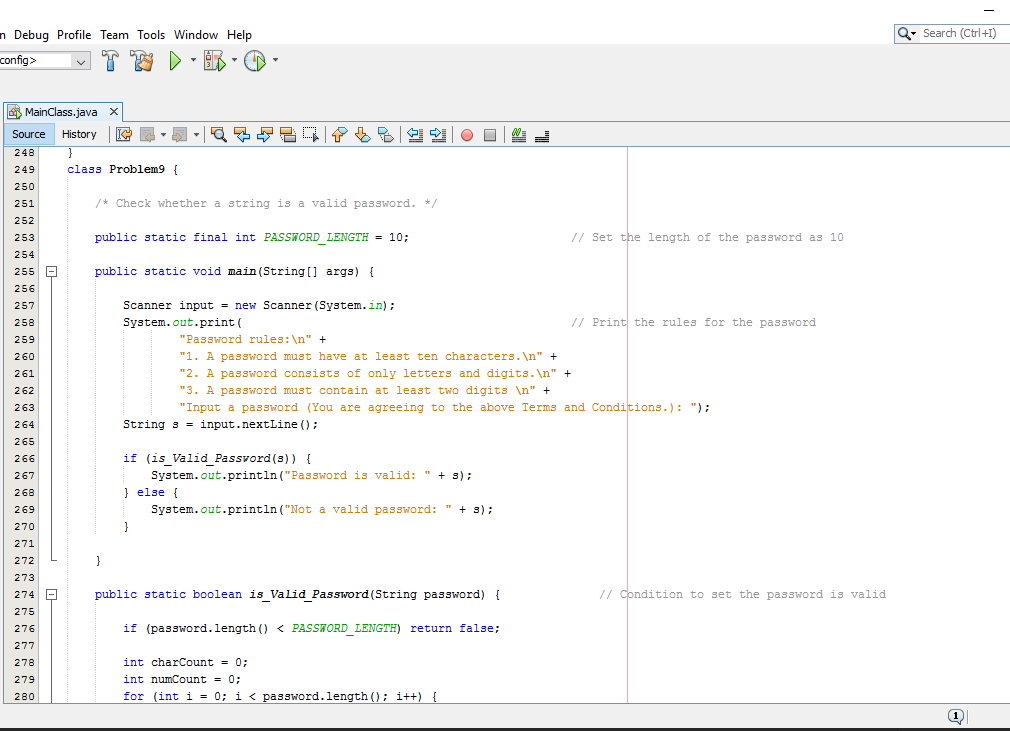 n Debug Profile Team Tools Window Help
Search (Ctrl+I)
config>
MainClass.java
Source History
248 }
249 class Problem9 {
250
251 /* Check whether a string is a valid password. */
252
253 public static final int PASSWORD_LENGTH = 10; // Set the length of the password as 10
254
255 public static void main(String[] args) {
256
257 Scanner input = new Scanner(System.in);
258 System.out.print( // Print the rules for the password
259 "Password rules:\n" +
260 "1. A password must have at least ten characters.\n" +
261 "2. A password consists of only letters and digits.\n" +
262 "3. A password must contain at least two digits \n" +
263 "Input a password (You are agreeing to the above Terms and Conditions.): ");
264 String s = input.nextLine();
265
266 if (is_Valid_Password(s)) {
267 System.out.println("Password is valid: " + s);
268 } else {
269 System.out.println("Not a valid password: " + s);
270 }
271
272 }
273
274 public static boolean is_Valid_Password(String password) { // Condition to set the password is valid
275
276 if (password.length() < PASSWORD_LENGTH) return false;
277
278 int charCount = 0;
279 int numCount = 0;
280 for (int i = 0; i < password.length(); i++) {
1